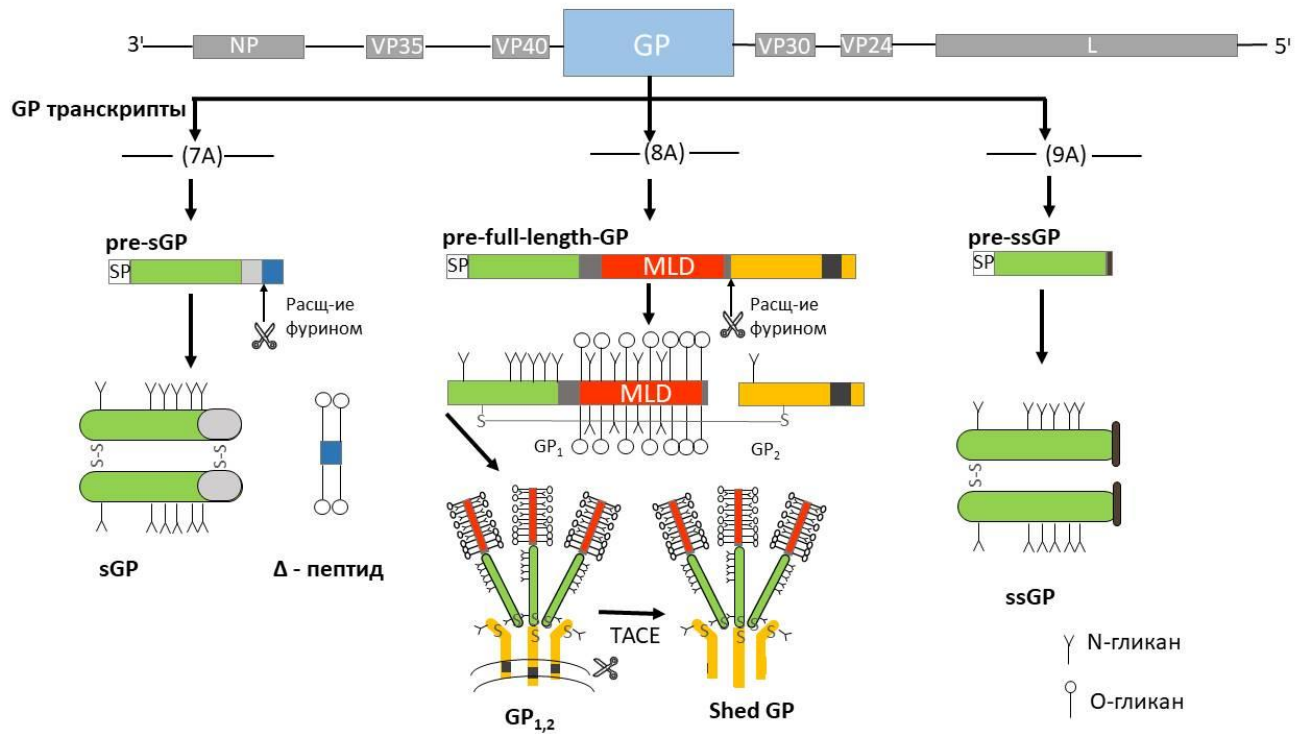 3' NP VP35 VP40 GP VP30 VP24 L 5'
GP транскрипты
(7A) (8A) (9A)
pre-sGP
SP
Расщ-ие
фурином
pre-full-length-GP
SP MLD
Расщ-ие
фурином
pre-ssGP
SP
S-S S-S
sGP
Δ - пептид
MLD
S S
GP1 GP2
S S S S
TACE
S S S S
GP1,2
Shed GP
S-S
ssGP
N-гликан
O-гликан